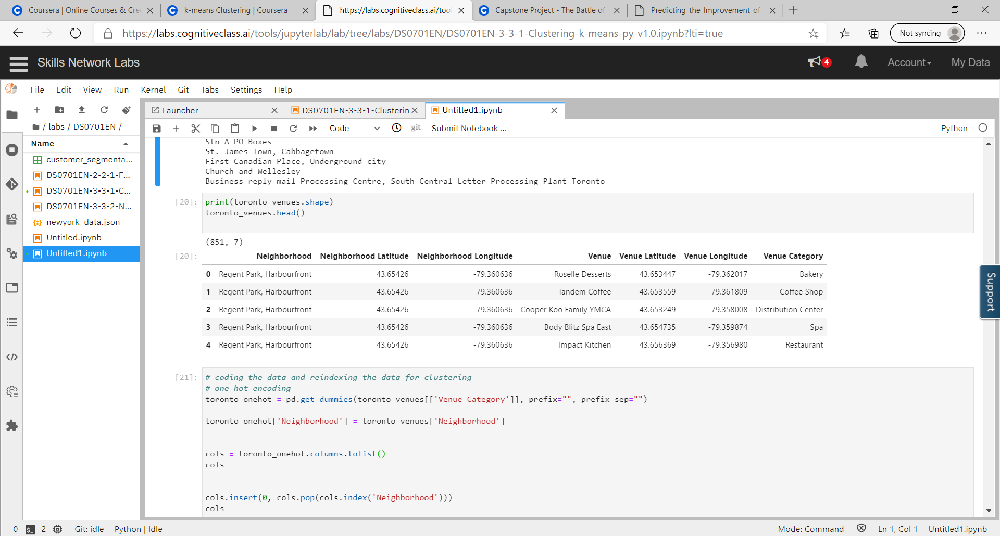 Coursera | Online Courses & Cre
k-means Clustering | Coursera
https://labs.cognitiveclass.ai/too
Capstone Project - The Battle of
Predicting_the_Improvement_of_
https://labs.cognitiveclass.ai/tools/jupyterlab/lab/tree/labs/DS0701EN/DS0701EN-3-3-1-Clustering-k-means-py-v1.0.ipynb?lti=true
Not syncing
Skills Network Labs
4
Account
My Data
File Edit View Run Kernel Git Tabs Settings Help
Launcher
DS0701EN-3-3-1-Clusterin
Untitled1.ipynb
/ labs / DS0701EN /
Code
git
Submit Notebook ...
Python
Name
customer_segmenta...
DS0701EN-2-2-1-F...
DS0701EN-3-3-1-C...
DS0701EN-3-3-2-N...
newyork_data.json
Untitled.ipynb
Untitled1.ipynb
Stn A PO Boxes
St. James Town, Cabbagetown
First Canadian Place, Underground city
Church and Wellesley
Business reply mail Processing Centre, South Central Letter Processing Plant Toronto
[20]: print(toronto_venues.shape)
toronto_venues.head()
(851, 7)
[20]: Neighborhood Neighborhood Latitude Neighborhood Longitude Venue Venue Latitude Venue Longitude Venue Category
0 Regent Park, Harbourfront 43.65426 -79.360636 Roselle Desserts 43.653447 -79.362017 Bakery
1 Regent Park, Harbourfront 43.65426 -79.360636 Tandem Coffee 43.653559 -79.361809 Coffee Shop
2 Regent Park, Harbourfront 43.65426 -79.360636 Cooper Koo Family YMCA 43.653249 -79.358008 Distribution Center
3 Regent Park, Harbourfront 43.65426 -79.360636 Body Blitz Spa East 43.654735 -79.359874 Spa
4 Regent Park, Harbourfront 43.65426 -79.360636 Impact Kitchen 43.656369 -79.356980 Restaurant
Support
[21]: # coding the data and reindexing the data for clustering
# one hot encoding
toronto_onehot = pd.get_dummies(toronto_venues[['Venue Category']], prefix="", prefix_sep="")
toronto_onehot['Neighborhood'] = toronto_venues['Neighborhood']
cols = toronto_onehot.columns.tolist()
cols
cols.insert(0, cols.pop(cols.index('Neighborhood')))
cols
0 $_ 2 Git: idle Python | Idle
Mode: Command Ln 1, Col 1 Untitled1.ipynb